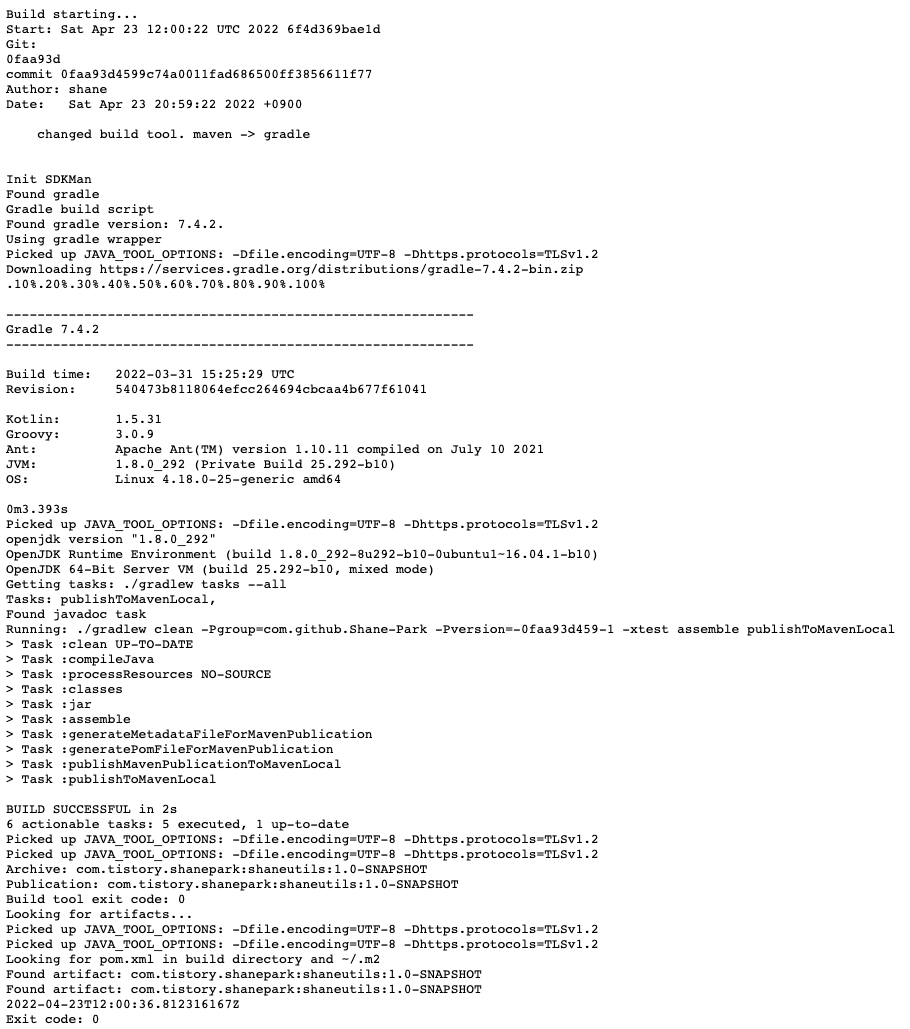 Build starting...
Start: Sat Apr 23 12:00:22 UTC 2022 6f4d369bae1d
Git:
0faa93d
commit 0faa93d4599c74a0011fad686500ff3856611f77
Author: shane
Date:   Sat Apr 23 20:59:22 2022 +0900
    changed build tool. maven -> gradle
Init SDKMan
Found gradle
Gradle build script
Found gradle version: 7.4.2.
Using gradle wrapper
Picked up JAVA_TOOL_OPTIONS: -Dfile.encoding=UTF-8 -Dhttps.protocols=TLSv1.2
Downloading https://services.gradle.org/distributions/gradle-7.4.2-bin.zip
.10%.20%.30%.40%.50%.60%.70%.80%.90%.100%
------------------------------------------------------------
Gradle 7.4.2
------------------------------------------------------------
Build time:   2022-03-31 15:25:29 UTC
Revision:     540473b8118064efcc264694cbcaa4b677f61041
Kotlin:       1.5.31
Groovy:       3.0.9
Ant:          Apache Ant(TM) version 1.10.11 compiled on July 10 2021
JVM:          1.8.0_292 (Private Build 25.292-b10)
OS:           Linux 4.18.0-25-generic amd64
0m3.393s
Picked up JAVA_TOOL_OPTIONS: -Dfile.encoding=UTF-8 -Dhttps.protocols=TLSv1.2
openjdk version "1.8.0_292"
OpenJDK Runtime Environment (build 1.8.0_292-8u292-b10-0ubuntu1~16.04.1-b10)
OpenJDK 64-Bit Server VM (build 25.292-b10, mixed mode)
Getting tasks: ./gradlew tasks --all
Tasks: publishToMavenLocal,
Found javadoc task
Running: ./gradlew clean -Pgroup=com.github.Shane-Park -Pversion=-0faa93d459-1 -xtest assemble publishToMavenLocal
> Task :clean UP-TO-DATE
> Task :compileJava
> Task :processResources NO-SOURCE
> Task :classes
> Task :jar
> Task :assemble
> Task :generateMetadataFileForMavenPublication
> Task :generatePomFileForMavenPublication
> Task :publishMavenPublicationToMavenLocal
> Task :publishToMavenLocal
BUILD SUCCESSFUL in 2s
6 actionable tasks: 5 executed, 1 up-to-date
Picked up JAVA_TOOL_OPTIONS: -Dfile.encoding=UTF-8 -Dhttps.protocols=TLSv1.2
Picked up JAVA_TOOL_OPTIONS: -Dfile.encoding=UTF-8 -Dhttps.protocols=TLSv1.2
Archive: com.tistory.shanepark:shaneutils:1.0-SNAPSHOT
Publication: com.tistory.shanepark:shaneutils:1.0-SNAPSHOT
Build tool exit code: 0
Looking for artifacts...
Picked up JAVA_TOOL_OPTIONS: -Dfile.encoding=UTF-8 -Dhttps.protocols=TLSv1.2
Picked up JAVA_TOOL_OPTIONS: -Dfile.encoding=UTF-8 -Dhttps.protocols=TLSv1.2
Looking for pom.xml in build directory and ~/.m2
Found artifact: com.tistory.shanepark:shaneutils:1.0-SNAPSHOT
Found artifact: com.tistory.shanepark:shaneutils:1.0-SNAPSHOT
2022-04-23T12:00:36.812316167Z
Exit code: 0